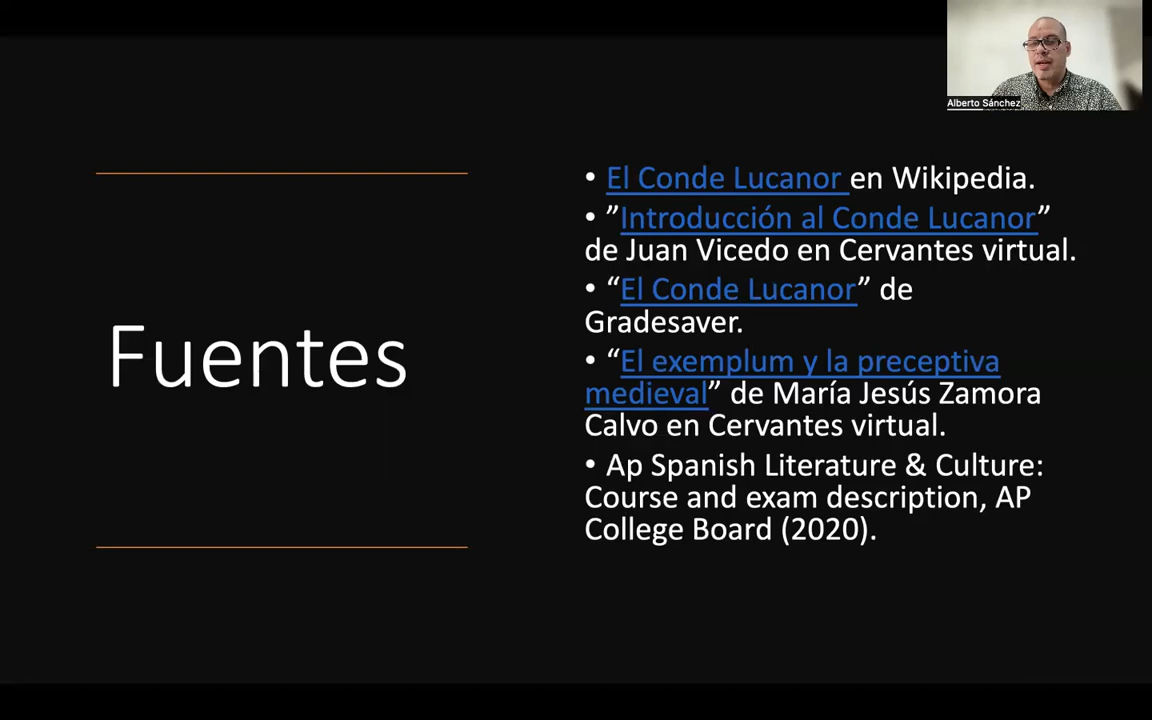 Alberto Sánchez
Fuentes
• El Conde Lucanor en Wikipedia.
• ”Introducción al Conde Lucanor”
de Juan Vicedo en Cervantes virtual.
• “El Conde Lucanor” de
Gradesaver.
• “El exemplum y la preceptiva
medieval” de María Jesús Zamora
Calvo en Cervantes virtual.
• Ap Spanish Literature & Culture:
Course and exam description, AP
College Board (2020).